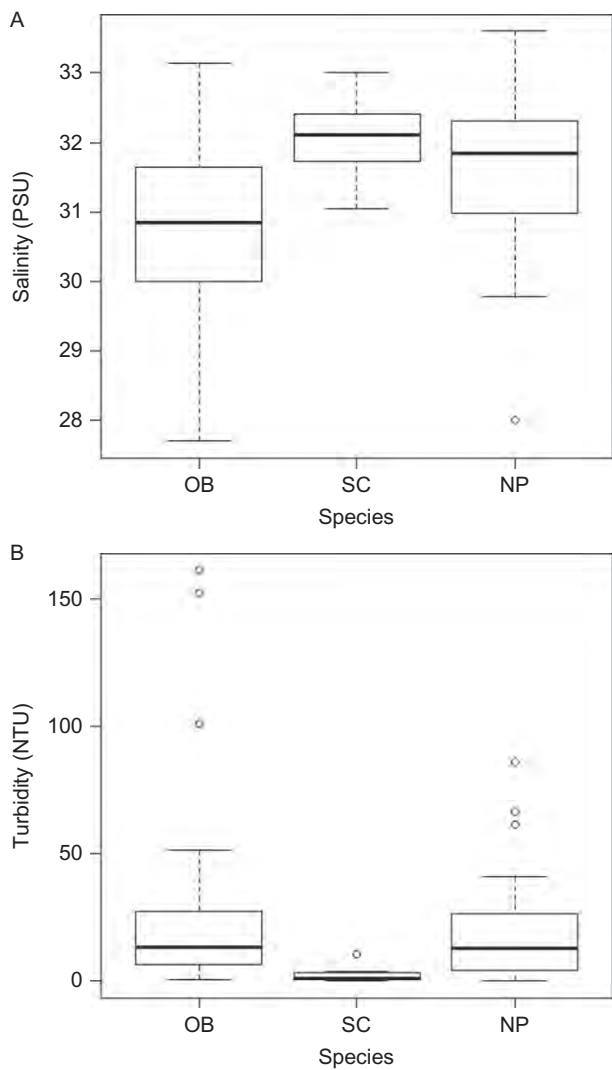 A
33
32
31
30
29
28
Salinity (PSU)
OB SC NP
Species
B
150
100
50
0
Turbidity (NTU)
OB SC NP
Species